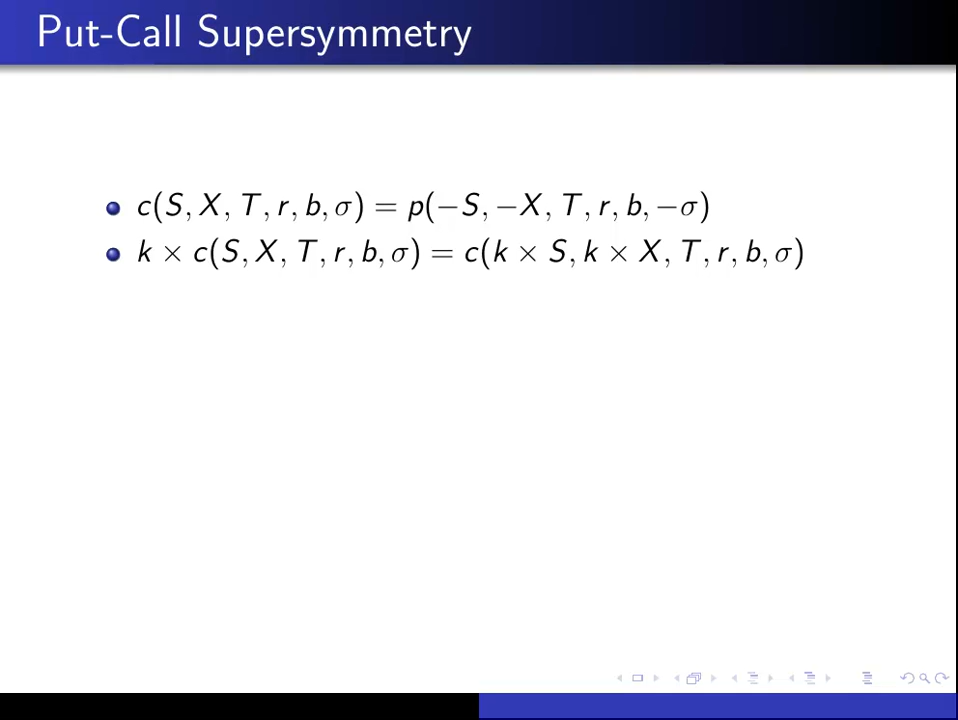 Put-Call Supersymmetry
c(S, X, T, r, b, σ) = p(−S, −X, T, r, b, −σ)
k × c(S, X, T, r, b, σ) = c(k × S, k × X, T, r, b, σ)